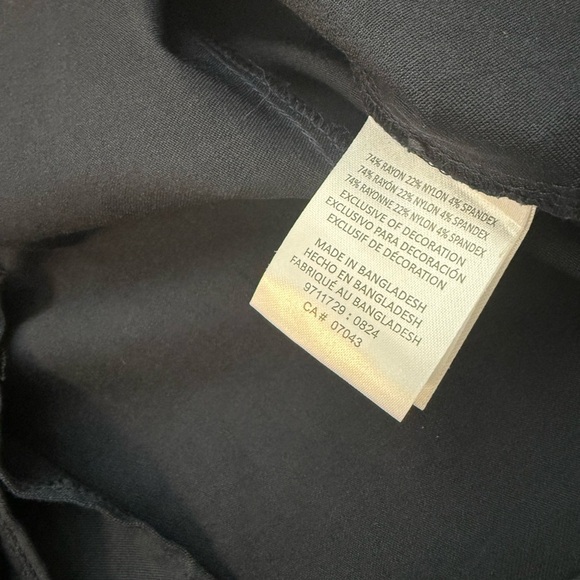 74% RAYON 22% NYLON 4% SPANDEX
74% RAYÓN 22% NYLON 4% SPANDEX
74% RAYONNE 22% NYLON 4% SPANDEX
EXCLUSIVE OF DECORATION
EXCLUSIVO PARA DECORACIÓN
EXCLUSIF DE DÉCORATION
MADE IN BANGLADESH
HECHO EN BANGLADESH
FABRIQUÉ AU BANGLADESH
9711729 : 0824
CA# 07043